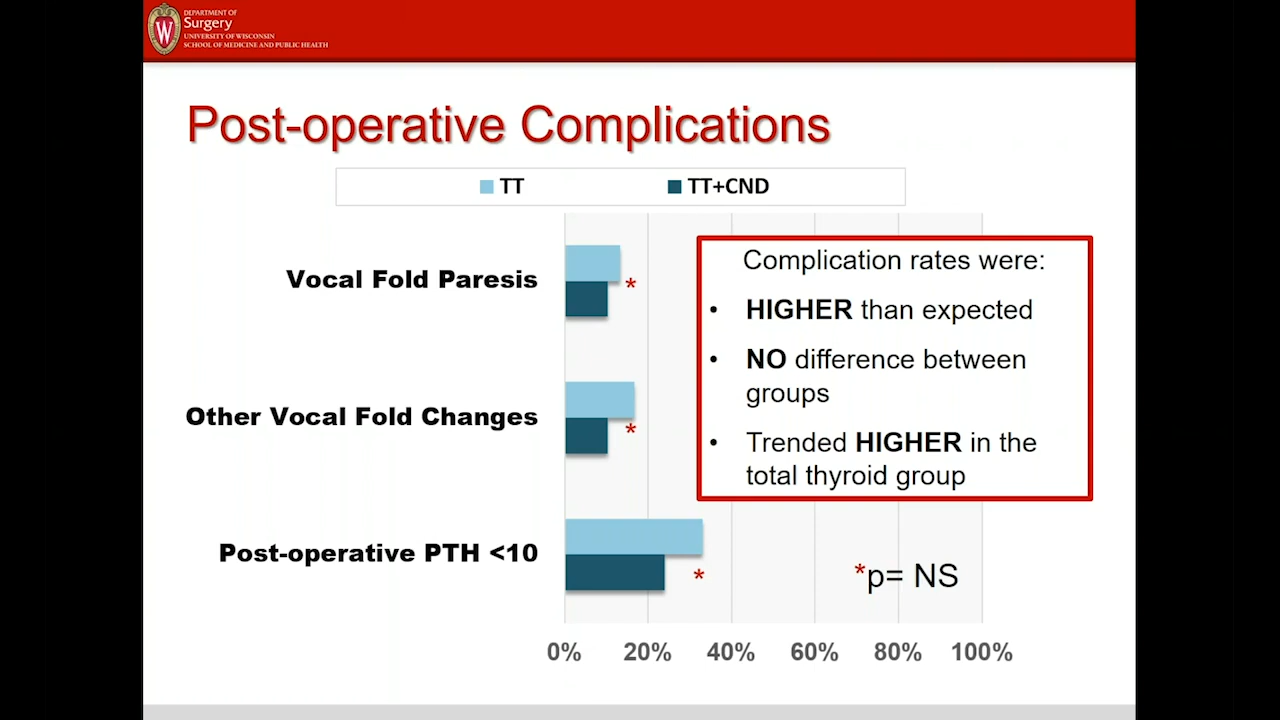 DEPARTMENT OF
Surgery
UNIVERSITY OF WISCONSIN
SCHOOL OF MEDICINE AND PUBLIC HEALTH
W
Post-operative Complications
TT
TT+CND
Vocal Fold Paresis
*
Other Vocal Fold Changes
*
Post-operative PTH <10
*
Complication rates were:
• HIGHER than expected
• NO difference between
groups
• Trended HIGHER in the
total thyroid group
*p= NS
0% 20% 40% 60% 80% 100%